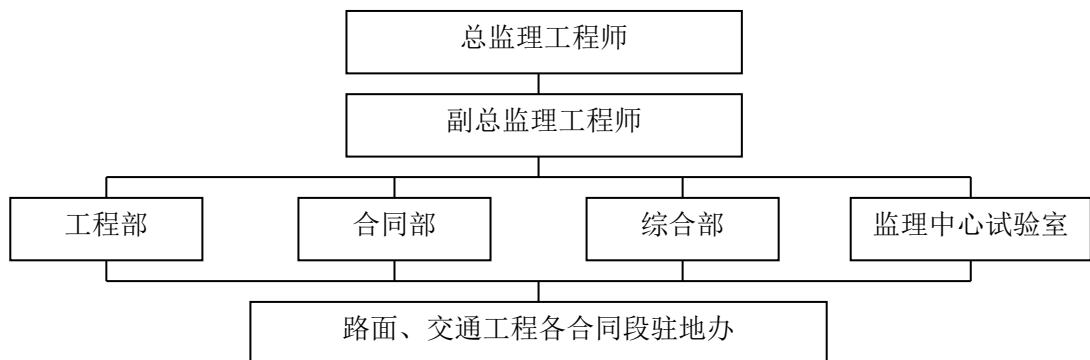 总监理工程师
副总监理工程师
工程部
合同部
综合部
监理中心试验室
路面、交通工程各合同段驻地办